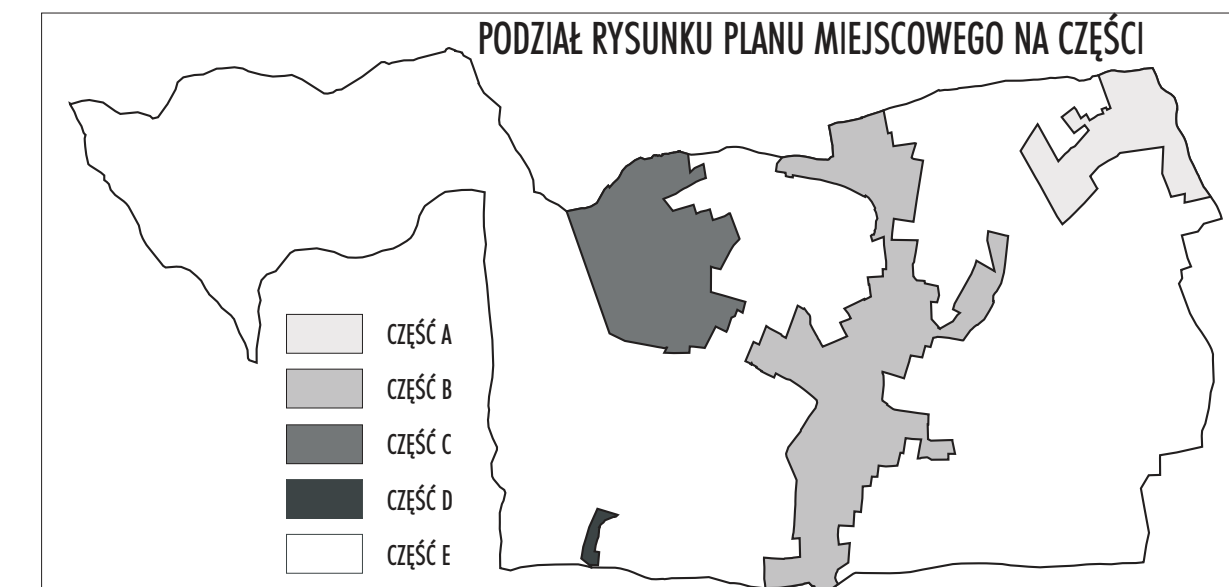 PODZIAŁ RYSUNKU PLANU MIEJSCOWEGO NA CZĘŚCI
CZĘŚĆ A
CZĘŚĆ B
CZĘŚĆ C
CZĘŚĆ D
CZĘŚĆ E